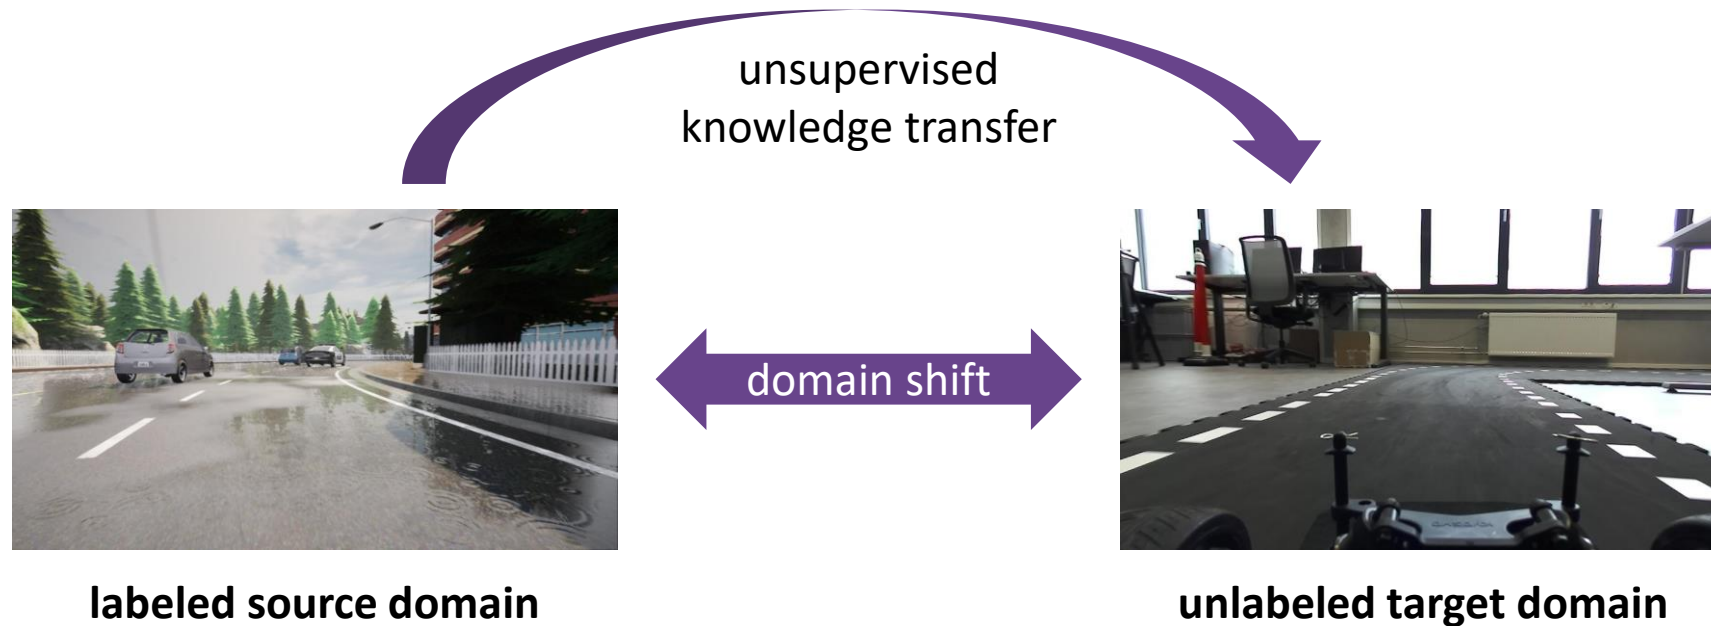 unsupervised
knowledge transfer
domain shift
labeled source domain
unlabeled target domain